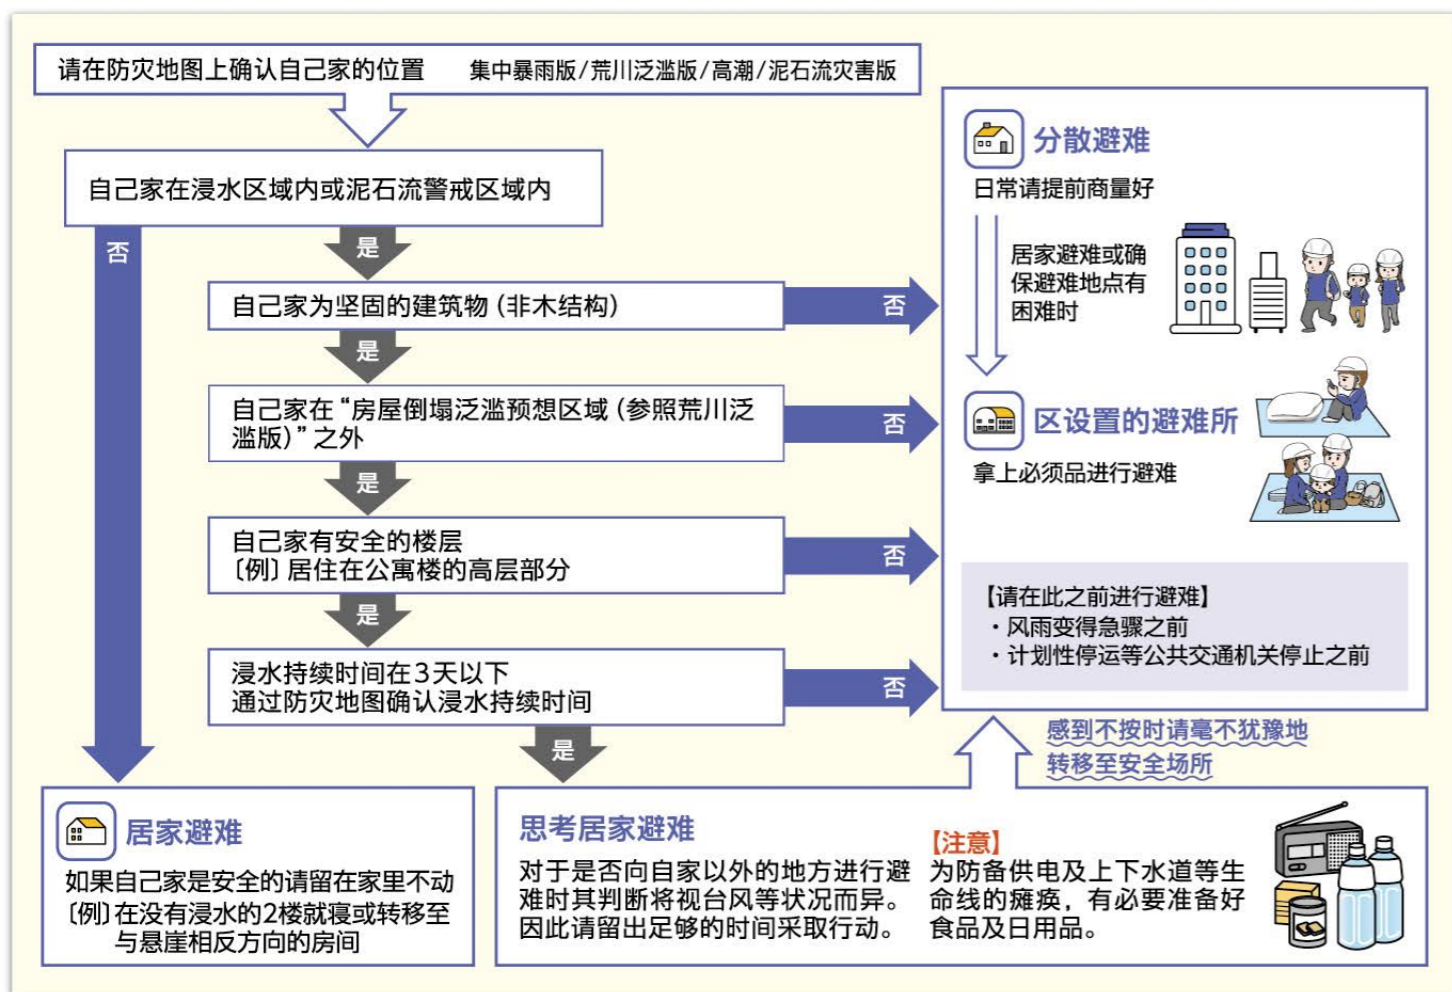 请在防灾地图上确认自己家的位置 集中暴雨版/荒川泛滥版/高潮/泥石流灾害版
自己家在浸水区域内或泥石流警戒区域内
否
是
自己家为坚固的建筑物（非木结构）
否
是
自己家在“房屋倒塌泛滥预想区域（参照荒川泛
滥版）”之外
否
是
自己家有安全的楼层
〔例〕居住在公寓楼的高层部分
否
是
浸水持续时间在3天以下
通过防灾地图确认浸水持续时间
否
是
分散避难
日常请提前商量好
居家避难或确
保避难地点有
困难时
区设置的避难所
拿上必须品进行避难
【请在此之前进行避难】
・风雨变得急骤之前
・计划性停运等公共交通机关停止之前
感到不按时请毫不犹豫地
转移至安全场所
居家避难
如果自己家是安全的请留在家里不动
〔例〕在没有浸水的2楼就寝或转移至
与悬崖相反方向的房间
思考居家避难
对于是否向自家以外的地方进行避
难时其判断将视台风等状况而异。
因此请留出足够的时间采取行动。
【注意】
为防备供电及上下水道等生
命线的瘫痪，有必要准备好
食品及日用品。